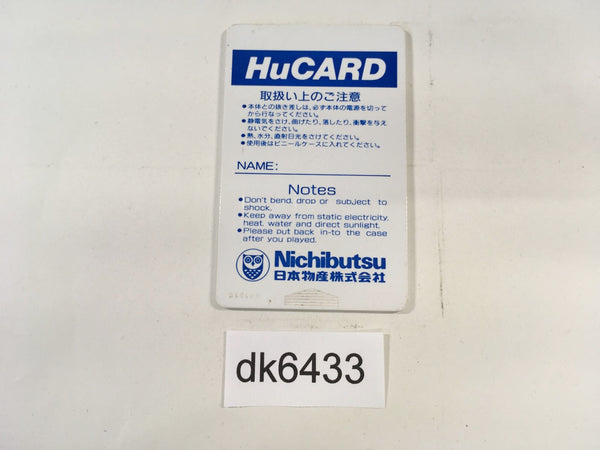 HuCARD
取扱い上のご注意
●本体との抜き差しは、必ず本体の電源を切って
から行なってください。
●静電気をさけ、曲げたり、落したり、衝撃を与え
ないでください。
●熱、水分、直射日光をさけてください。
●使用後はビニールケースに入れてください。
NAME:
Notes
●Don't bend, drop or subject to
shock.
●Keep away from static electricity,
heat, water and direct sunlight.
●Please put back in-to the case
after you played.
Nichibutsu
日本物産株式会社
dk6433